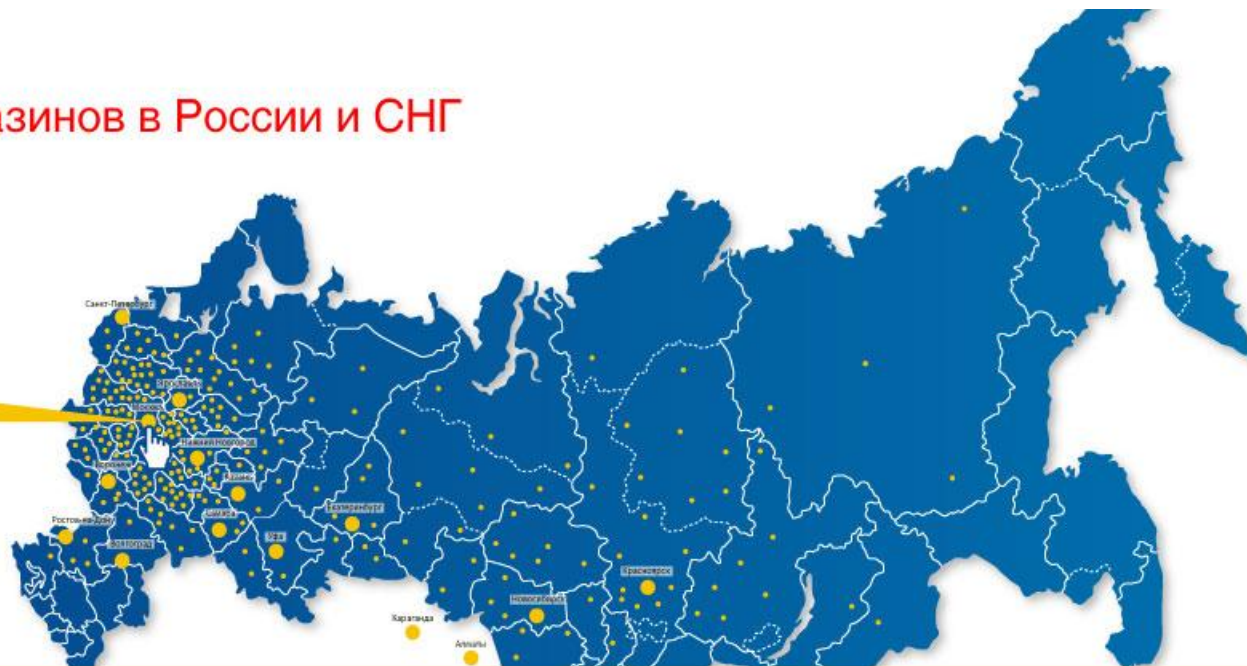 азинов в России и СНГ
Санкт-Петербург
Ярославль
Москва
Нижний Новгород
Воронеж
Казань
Самара
Екатеринбург
Ростов-на-Дону
Волгоград
Уфа
Красноярск
Новосибирск
Караганда
Алматы